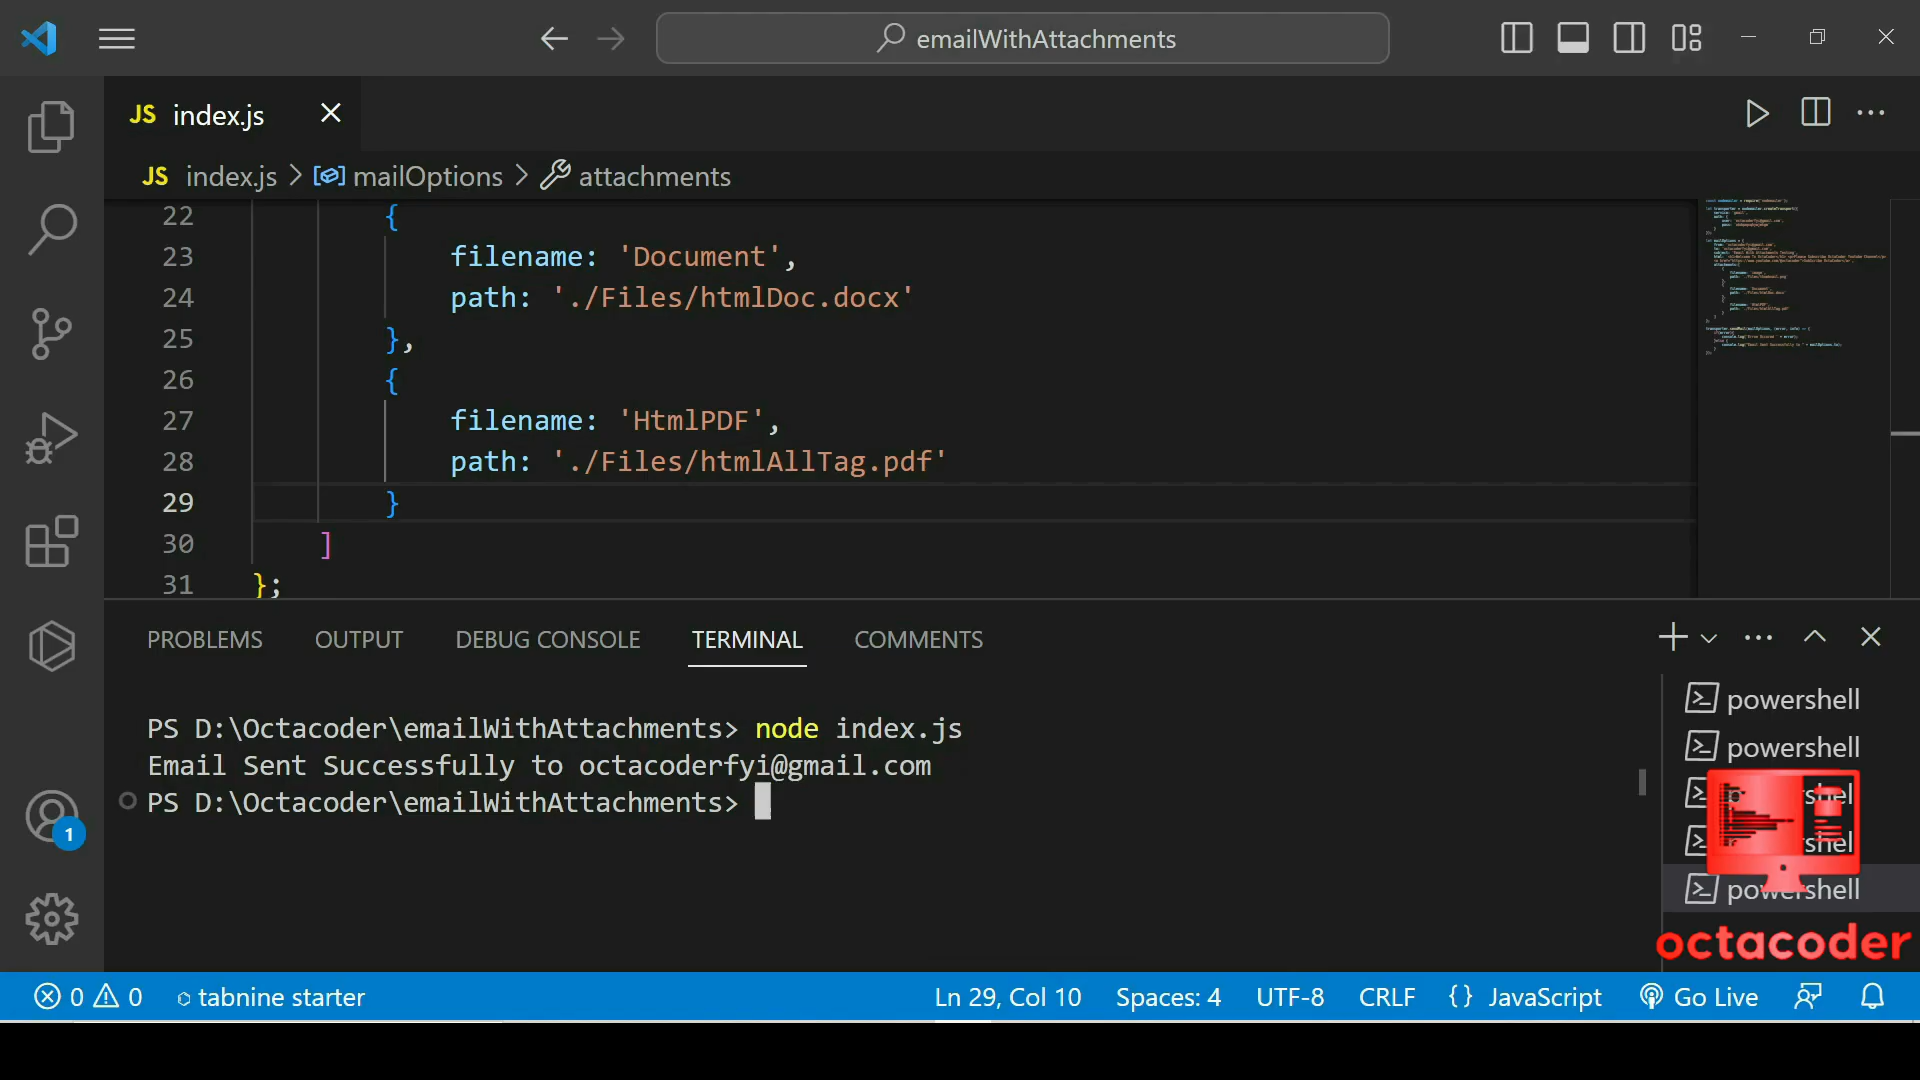 emailWithAttachments
JS index.js
JS index.js > mailOptions > attachments
22 {
23 filename: 'Document',
24 path: './Files/htmlDoc.docx'
25 },
26 {
27 filename: 'HtmlPDF',
28 path: './Files/htmlAllTag.pdf'
29 }
30 ]
31 };
PROBLEMS OUTPUT DEBUG CONSOLE TERMINAL COMMENTS
PS D:\Octacoder\emailWithAttachments> node index.js
Email Sent Successfully to octacoderfyi@gmail.com
PS D:\Octacoder\emailWithAttachments>
powershell
powershell
powershell
octacoder
1
0 0 tabnine starter Ln 29, Col 10 Spaces: 4 UTF-8 CRLF {} JavaScript Go Live